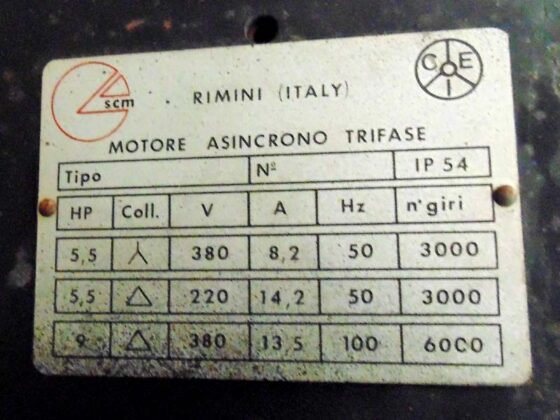 scm
RIMINI (ITALY)
C E
MOTORE ASINCRONO TRIFASE
Tipo Nº IP 54
HP Coll. V A Hz n° giri
5,5 380 8,2 50 3000
5,5 220 14,2 50 3000
9 380 13,5 100 6000